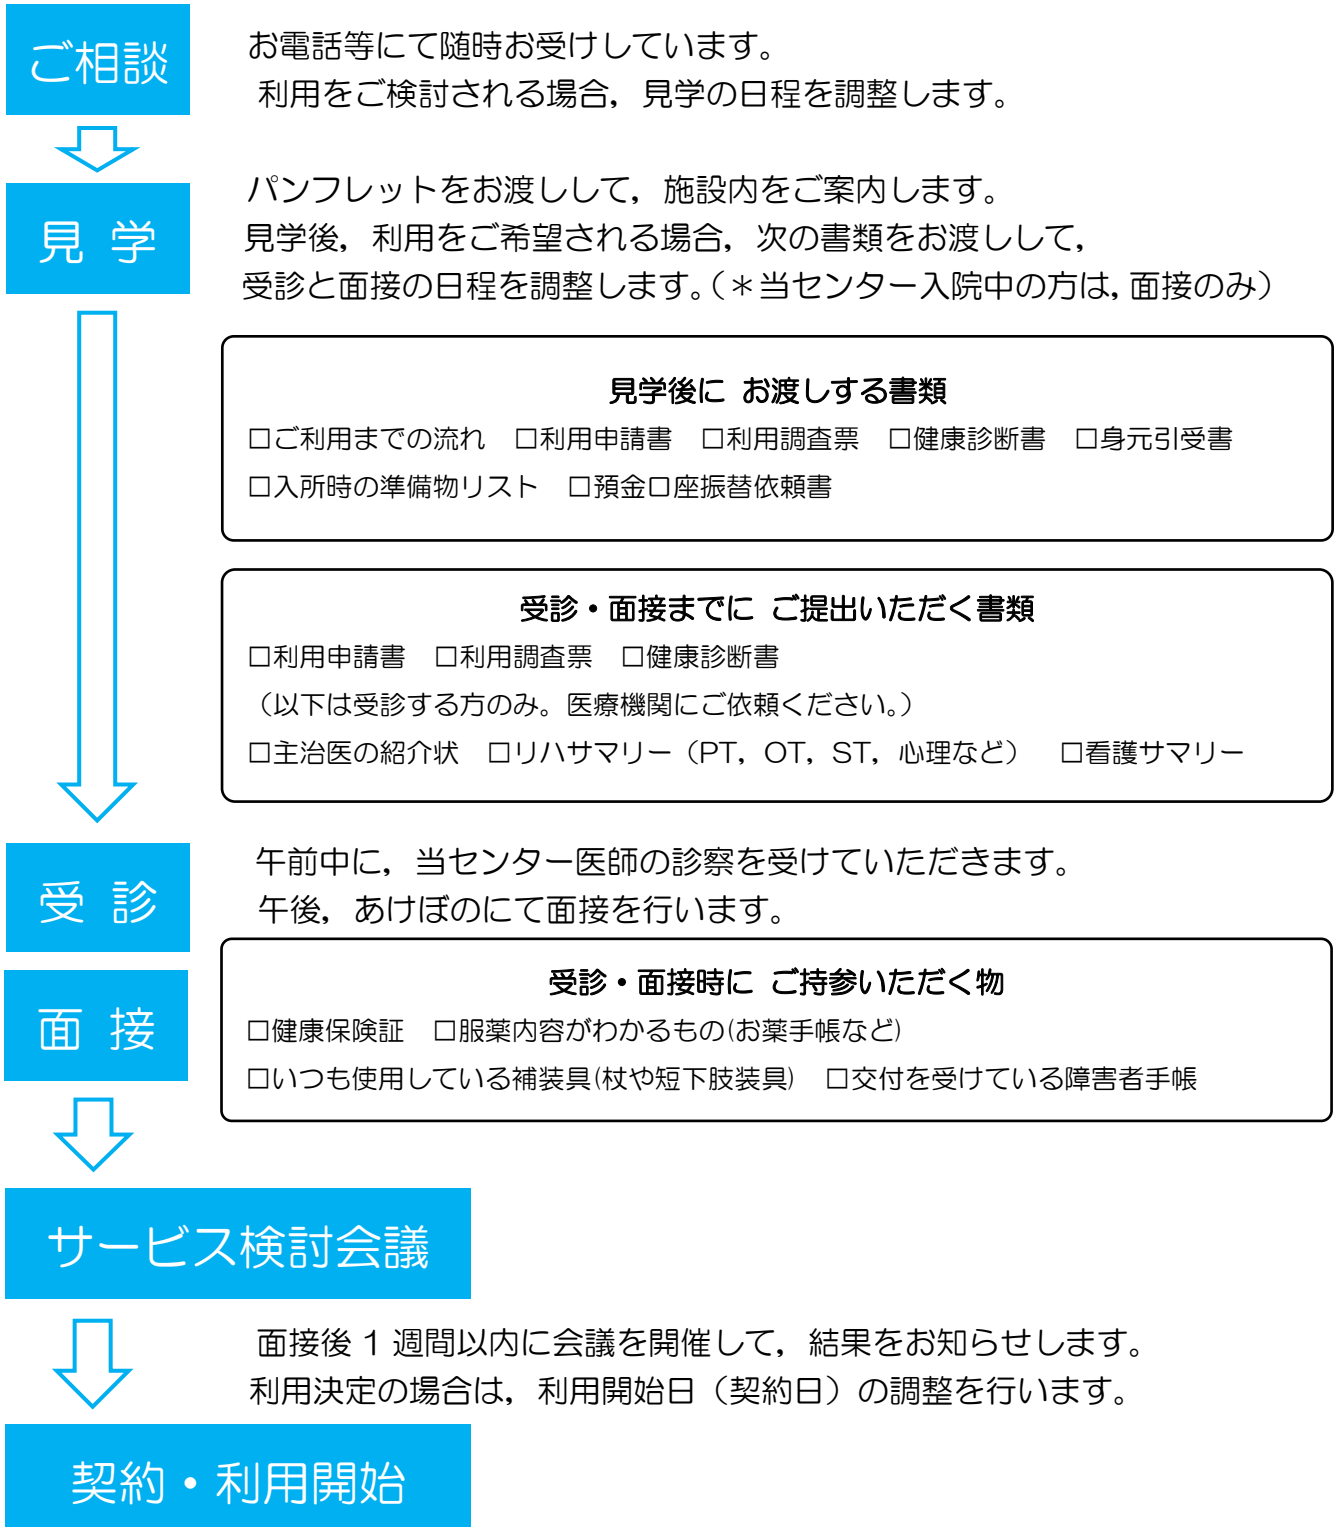 ご相談
お電話等にて随時お受けしています。
利用をご検討される場合，見学の日程を調整します。
見 学
パンフレットをお渡しして，施設内をご案内します。
見学後，利用をご希望される場合，次の書類をお渡しして，
受診と面接の日程を調整します。（＊当センター入院中の方は，面接のみ）
見学後に お渡しする書類
□ご利用までの流れ □利用申請書 □利用調査票 □健康診断書 □身元引受書
□入所時の準備物リスト □預金口座振替依頼書
受診・面接までに ご提出いただく書類
□利用申請書 □利用調査票 □健康診断書
（以下は受診する方のみ。医療機関にご依頼ください。）
□主治医の紹介状 □リハサマリー（PT，OT，ST，心理など） □看護サマリー
受 診
午前中に，当センター医師の診察を受けていただきます。
午後，あけぼのにて面接を行います。
面 接
受診・面接時に ご持参いただく物
□健康保険証 □服薬内容がわかるもの(お薬手帳など)
□いつも使用している補装具(杖や短下肢装具) □交付を受けている障害者手帳
サービス検討会議
面接後 1 週間以内に会議を開催して，結果をお知らせします。
利用決定の場合は，利用開始日（契約日）の調整を行います。
契約・利用開始